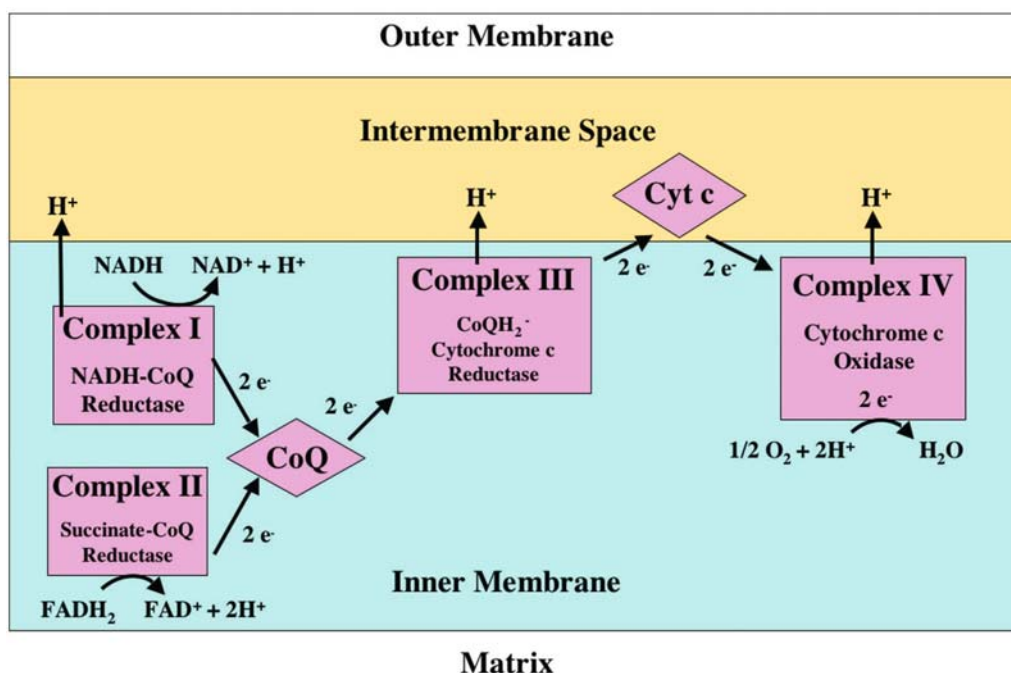 Outer Membrane
Intermembrane Space
Cyt c
H⁺
H⁺
H⁺
2 e⁻
2 e⁻
NADH
NAD⁺ + H⁺
Complex I
NADH-CoQ
Reductase
2 e⁻
CoQ
2 e⁻
Complex III
CoQH₂⁻
Cytochrome c
Reductase
Complex IV
Cytochrome c
Oxidase
2 e⁻
1/2 O₂ + 2H⁺
H₂O
Complex II
Succinate-CoQ
Reductase
2 e⁻
FADH₂
FAD⁺ + 2H⁺
Inner Membrane
Matrix